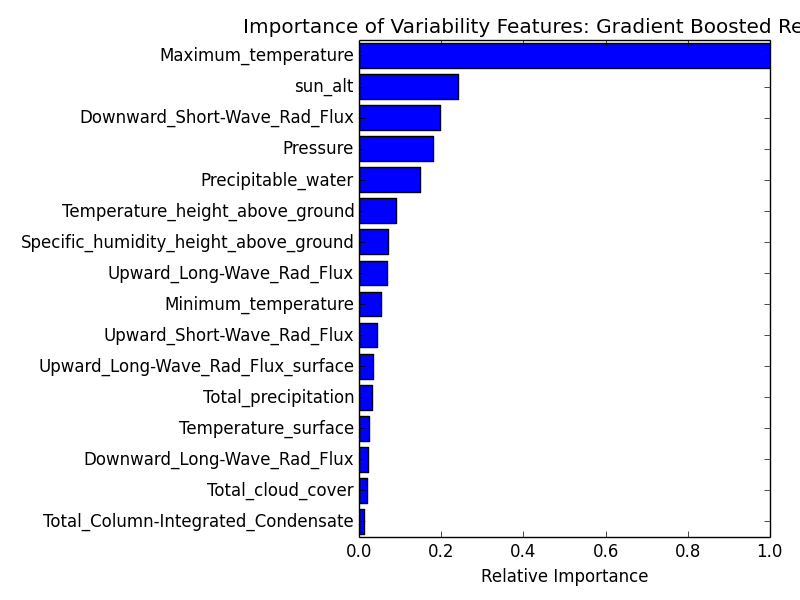 Importance of Variability Features: Gradient Boosted Re
Maximum_temperature
sun_alt
Downward_Short-Wave_Rad_Flux
Pressure
Precipitable_water
Temperature_height_above_ground
Specific_humidity_height_above_ground
Upward_Long-Wave_Rad_Flux
Minimum_temperature
Upward_Short-Wave_Rad_Flux
Upward_Long-Wave_Rad_Flux_surface
Total_precipitation
Temperature_surface
Downward_Long-Wave_Rad_Flux
Total_cloud_cover
Total_Column-Integrated_Condensate
0.0 0.2 0.4 0.6 0.8 1.0
Relative Importance